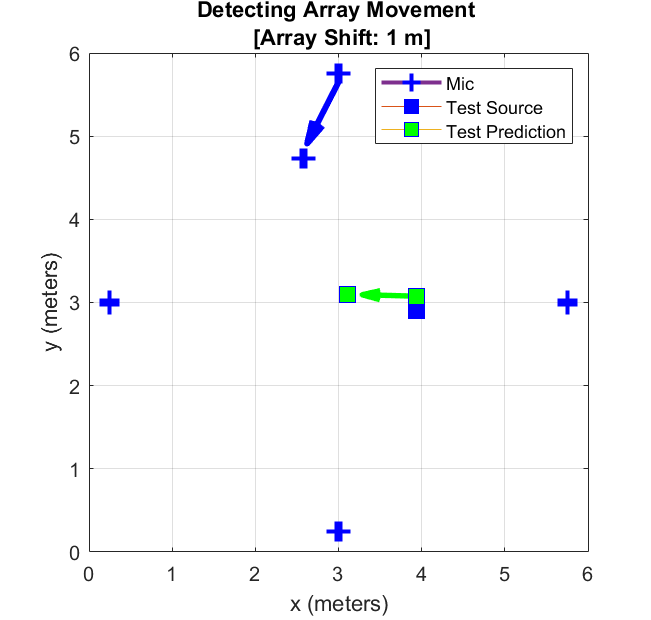 Detecting Array Movement
[Array Shift: 1 m]
Mic
Test Source
Test Prediction
6
5
4
3
2
1
0
y (meters)
0 1 2 3 4 5 6
x (meters)